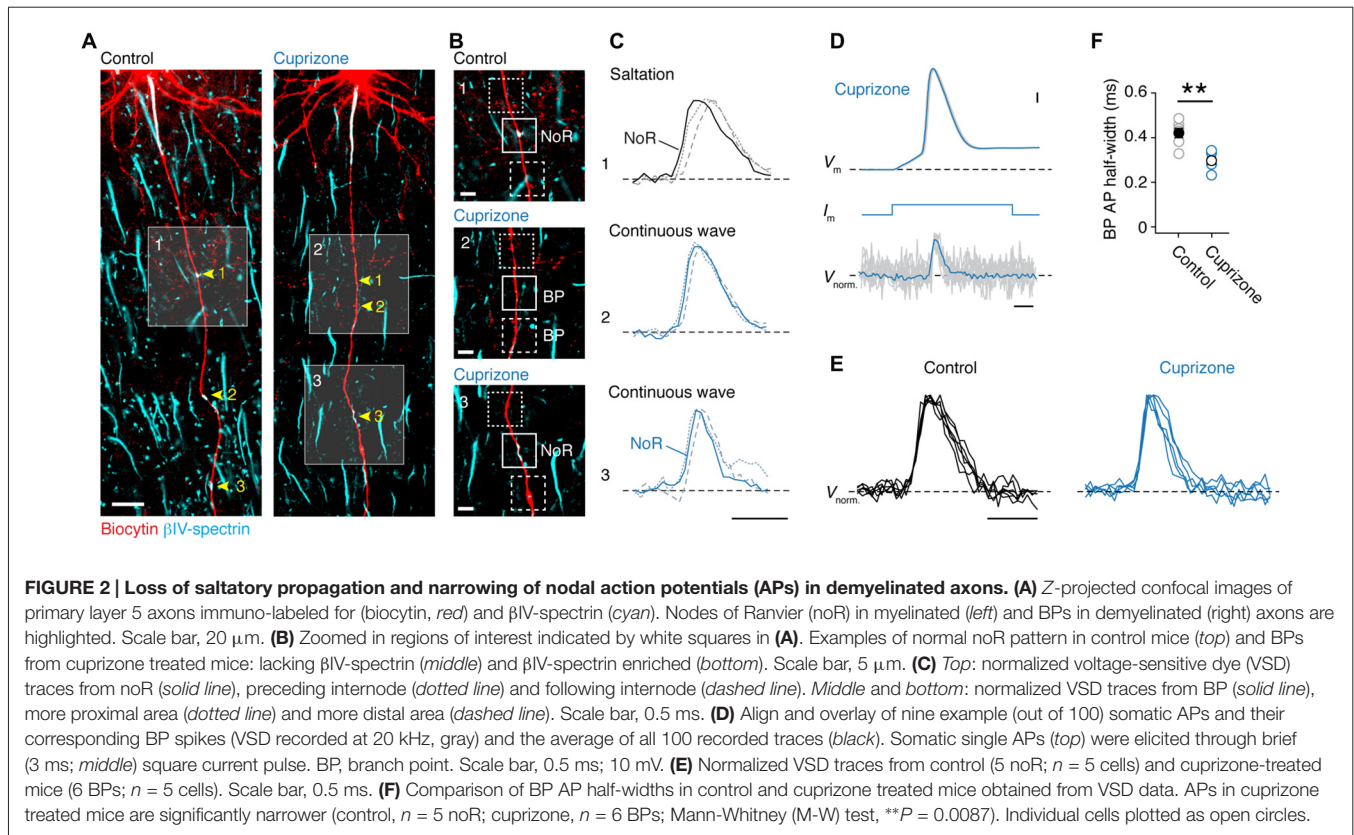 A
Control
Cuprizone
1
1
2
3
2
1
2
3
3
Biocytin βIV-spectrin
B
Control
1
NoR
Cuprizone
2
BP
BP
Cuprizone
3
NoR
C
Saltation
NoR
1
Continuous wave
2
Continuous wave
NoR
3
D
Cuprizone
Vm
Im
Vnorm.
E
Control
Cuprizone
Vnorm.
F
**
BP AP half-width (ms)
0.6
0.4
0.2
0
Control
Cuprizone
FIGURE 2 | Loss of saltatory propagation and narrowing of nodal action potentials (APs) in demyelinated axons. (A) Z-projected confocal images of
primary layer 5 axons immuno-labeled for (biocytin, red) and βIV-spectrin (cyan). Nodes of Ranvier (noR) in myelinated (left) and BPs in demyelinated (right) axons are
highlighted. Scale bar, 20 μm. (B) Zoomed in regions of interest indicated by white squares in (A). Examples of normal noR pattern in control mice (top) and BPs
from cuprizone treated mice: lacking βIV-spectrin (middle) and βIV-spectrin enriched (bottom). Scale bar, 5 μm. (C) Top: normalized voltage-sensitive dye (VSD)
traces from noR (solid line), preceding internode (dotted line) and following internode (dashed line). Middle and bottom: normalized VSD traces from BP (solid line),
more proximal area (dotted line) and more distal area (dashed line). Scale bar, 0.5 ms. (D) Align and overlay of nine example (out of 100) somatic APs and their
corresponding BP spikes (VSD recorded at 20 kHz, gray) and the average of all 100 recorded traces (black). Somatic single APs (top) were elicited through brief
(3 ms; middle) square current pulse. BP, branch point. Scale bar, 0.5 ms; 10 mV. (E) Normalized VSD traces from control (5 noR; n = 5 cells) and cuprizone-treated
mice (6 BPs; n = 5 cells). Scale bar, 0.5 ms. (F) Comparison of BP AP half-widths in control and cuprizone treated mice obtained from VSD data. APs in cuprizone
treated mice are significantly narrower (control, n = 5 noR; cuprizone, n = 6 BPs; Mann-Whitney (M-W) test, **P = 0.0087). Individual cells plotted as open circles.